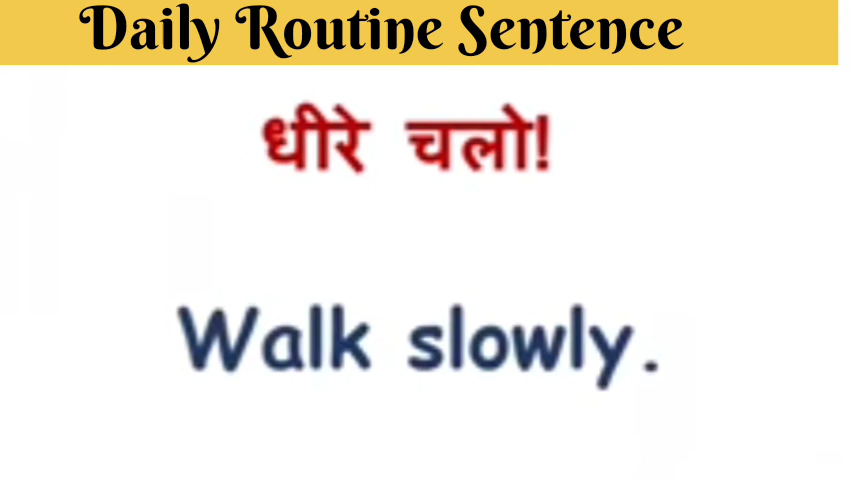 Daily Routine Sentence
धीरे चलो!
Walk slowly.